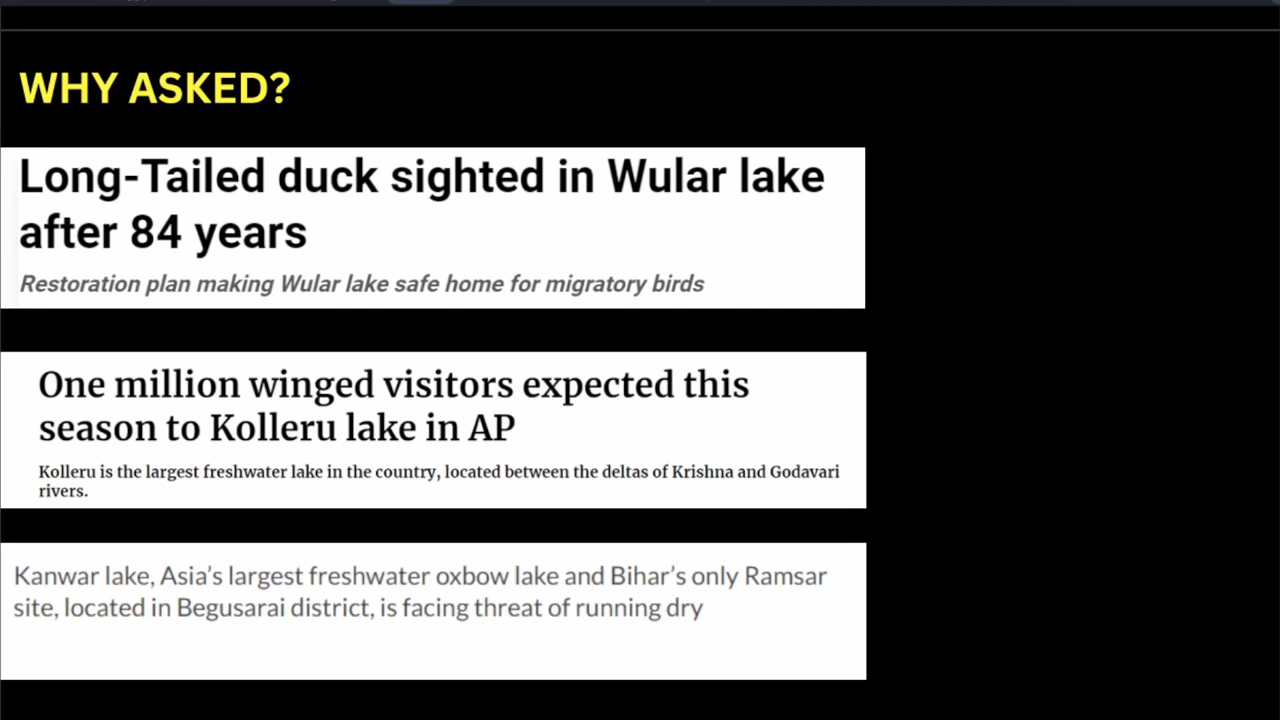 WHY ASKED?
Long-Tailed duck sighted in Wular lake
after 84 years
Restoration plan making Wular lake safe home for migratory birds
One million winged visitors expected this
season to Kolleru lake in AP
Kolleru is the largest freshwater lake in the country, located between the deltas of Krishna and Godavari
rivers.
Kanwar lake, Asia’s largest freshwater oxbow lake and Bihar’s only Ramsar
site, located in Begusarai district, is facing threat of running dry